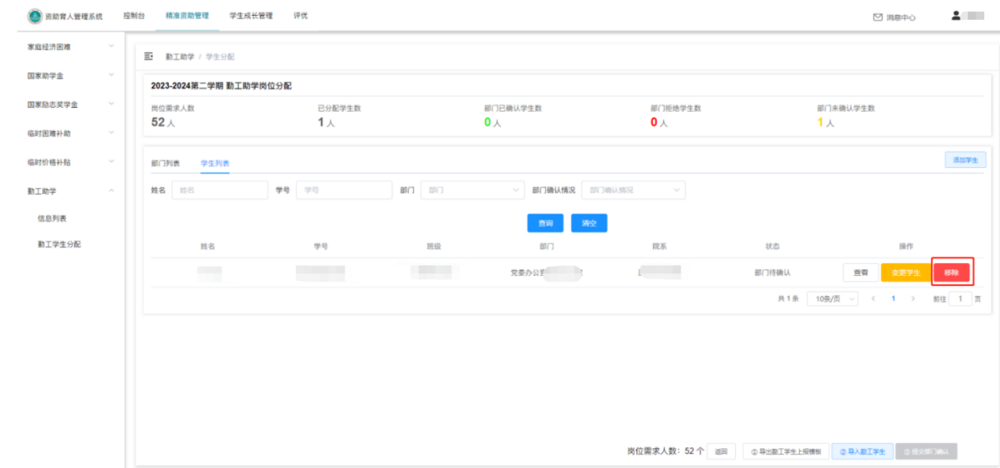 资助育人管理系统 控制台 精准资助管理 学生成长管理 评优 消息中心
家庭经济困难
国家助学金
国家励志奖学金
临时困难补助
临时价格补贴
勤工助学
信息列表
勤工学生分配
勤工助学 / 学生分配
2023-2024第二学期 勤工助学岗位分配
岗位需求人数 已分配学生数 部门已确认学生数 部门拒绝学生数 部门未确认学生数
52人 1人 0人 0人 1人
部门列表 学生列表 添加学生
姓名 姓名 学号 学号 部门 部门 部门确认情况 部门确认情况
查询 清空
姓名 学号 班级 部门 院系 状态 操作
党委办公 部门待确认 查看 变更学生 移除
共 1 条 10条/页 < 1 > 前往 1 页
岗位需求人数：52 个 返回 ① 导出勤工学生上报模板 ② 导入勤工学生 ③ 提交部门确认